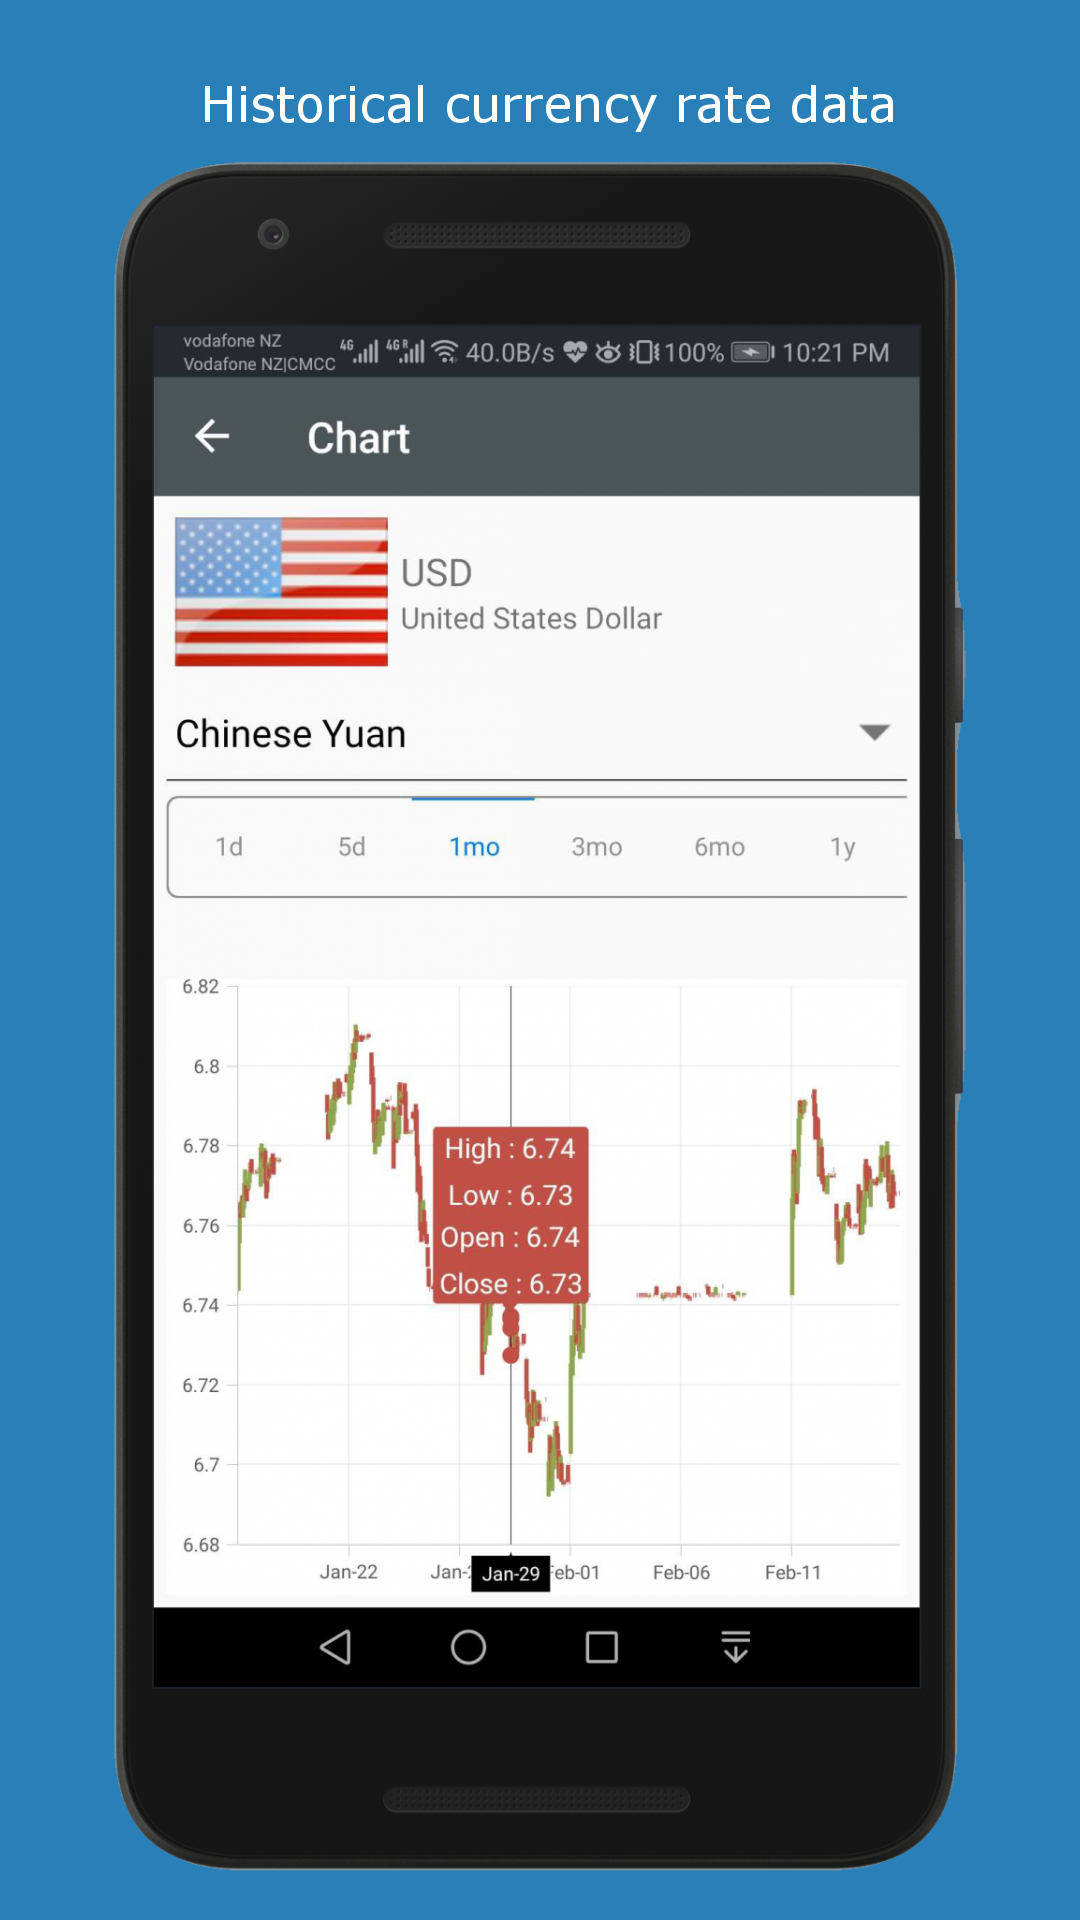 Historical currency rate data
vodafone NZ
Vodafone NZ|CMCC
4G 4G R 40.0B/s 100% 10:21 PM
Chart
USD
United States Dollar
Chinese Yuan
1d 5d 1mo 3mo 6mo 1y
6.82
6.8
6.78
6.76
6.74
6.72
6.7
6.68
High : 6.74
Low : 6.73
Open : 6.74
Close : 6.73
Jan-22 Jan- Jan-29 eb-01 Feb-06 Feb-11